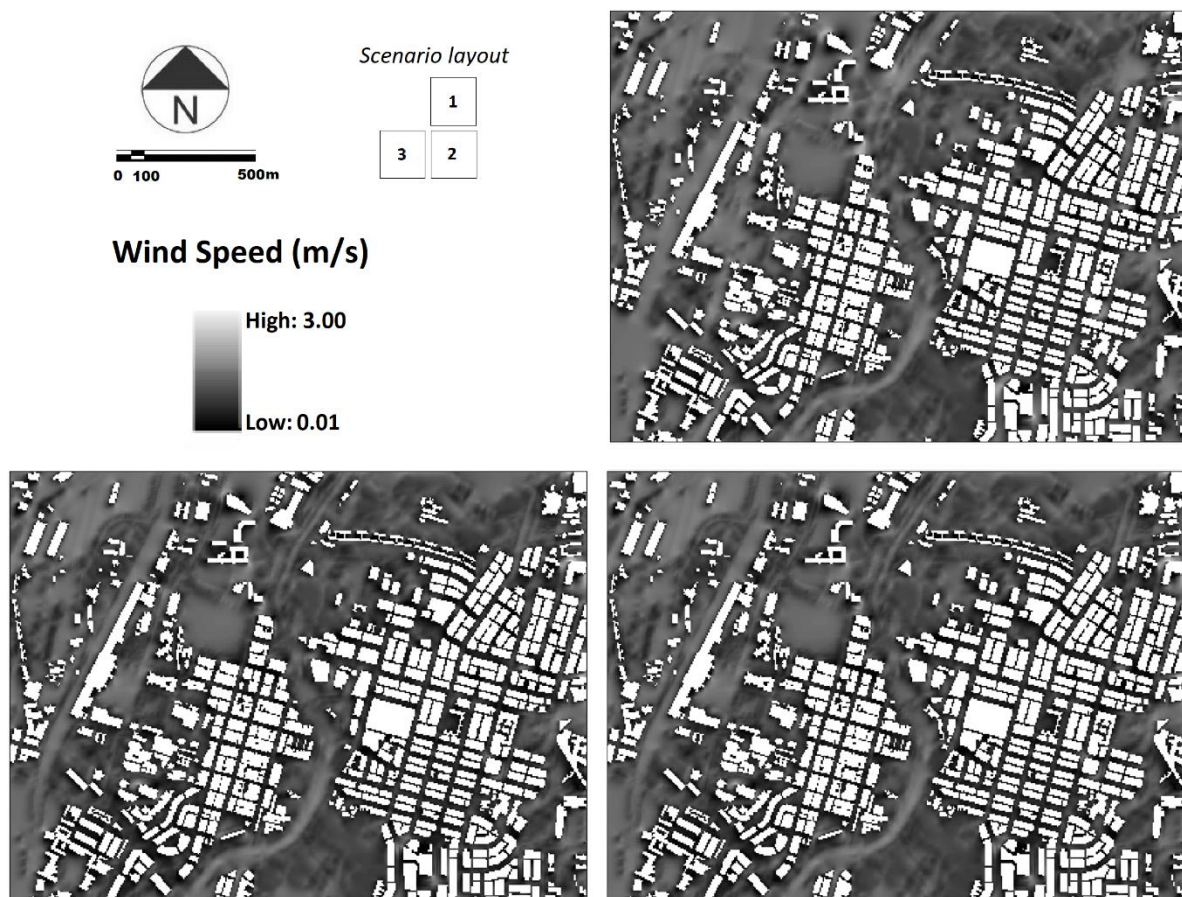 Scenario layout
1
3 2
N
0 100 500m
Wind Speed (m/s)
High: 3.00
Low: 0.01